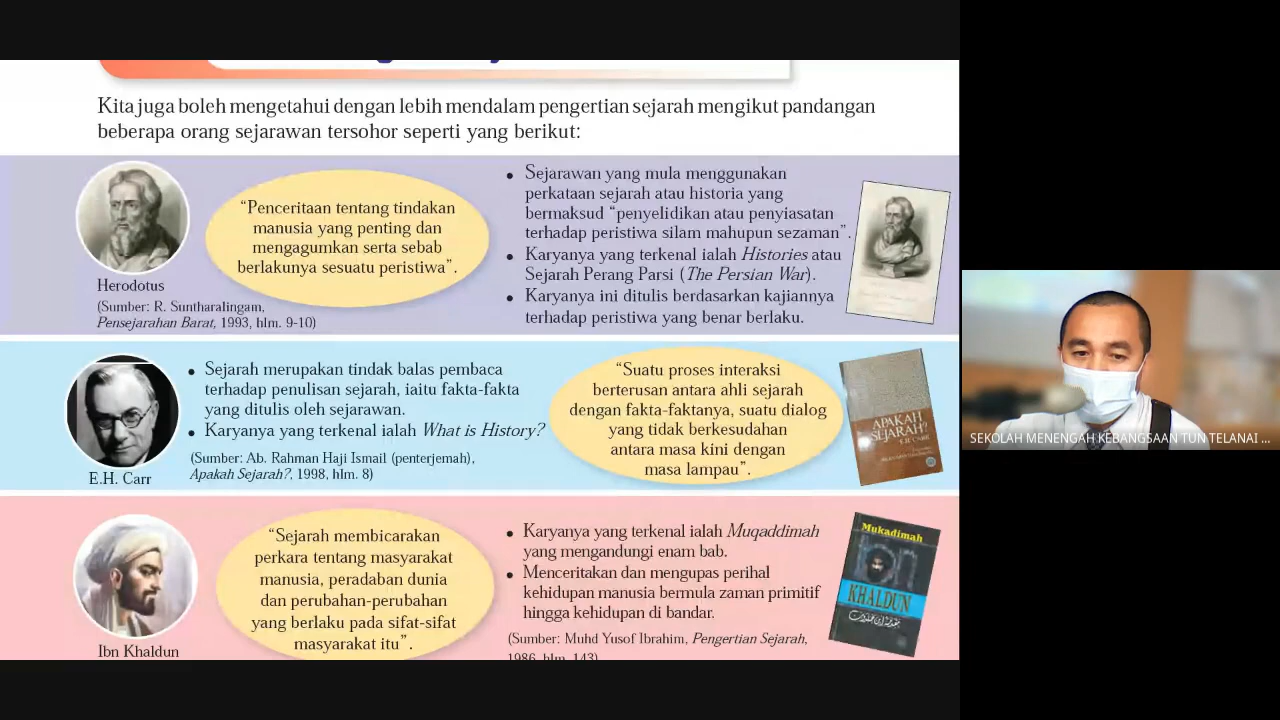 Kita juga boleh mengetahui dengan lebih mendalam pengertian sejarah mengikut pandangan
beberapa orang sejarawan tersohor seperti yang berikut:
“Penceritaan tentang tindakan
manusia yang penting dan
mengagumkan serta sebab
berlakunya sesuatu peristiwa”.
Herodotus
(Sumber: R. Suntharalingam,
Pensejarahan Barat, 1993, hlm. 9-10)
• Sejarawan yang mula menggunakan
perkataan sejarah atau historia yang
bermaksud “penyelidikan atau penyiasatan
terhadap peristiwa silam mahupun sezaman”.
• Karyanya yang terkenal ialah Histories atau
Sejarah Perang Parsi (The Persian War).
• Karyanya ini ditulis berdasarkan kajiannya
terhadap peristiwa yang benar berlaku.
E.H. Carr
• Sejarah merupakan tindak balas pembaca
terhadap penulisan sejarah, iaitu fakta-fakta
yang ditulis oleh sejarawan.
• Karyanya yang terkenal ialah What is History?
(Sumber: Ab. Rahman Haji Ismail (penterjemah),
Apakah Sejarah?, 1998, hlm. 8)
“Suatu proses interaksi
berterusan antara ahli sejarah
dengan fakta-faktanya, suatu dialog
yang tidak berkesudahan
antara masa kini dengan
masa lampau”.
APAKAH
SEJARAH?
E.H. CARR
Ibn Khaldun
“Sejarah membicarakan
perkara tentang masyarakat
manusia, peradaban dunia
dan perubahan-perubahan
yang berlaku pada sifat-sifat
masyarakat itu”.
• Karyanya yang terkenal ialah Muqaddimah
yang mengandungi enam bab.
• Menceritakan dan mengupas perihal
kehidupan manusia bermula zaman primitif
hingga kehidupan di bandar.
(Sumber: Muhd Yusof Ibrahim, Pengertian Sejarah,
1986, hlm. 143)
Mukadimah
KHALDUN
SEKOLAH MENENGAH KEBANGSAAN TUN TELANAI ...